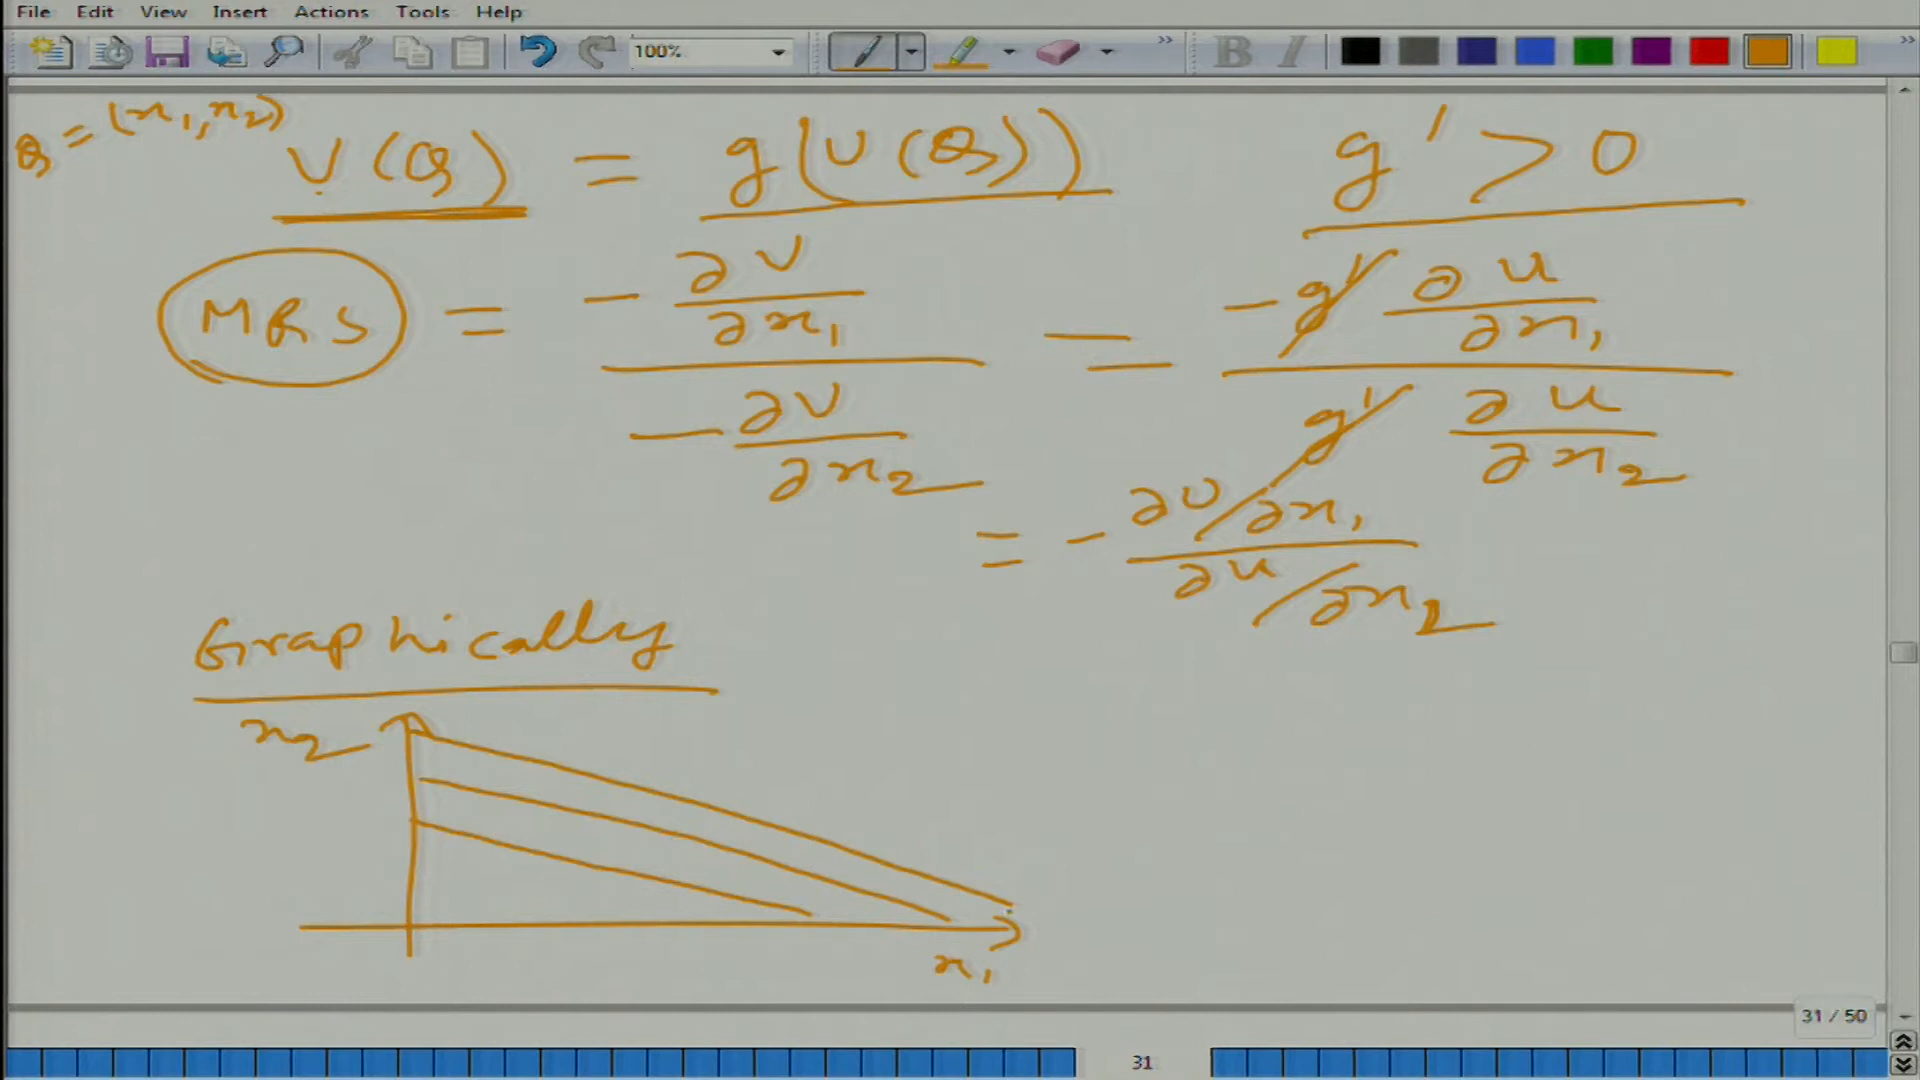 File Edit View Insert Actions Tools Help
100%
Q = (x₁, x₂)
V(Q) = g(U(Q)) g' > 0
MRS = - ∂V/∂x₁ / - ∂V/∂x₂ = - g' ∂u/∂x₁ / g' ∂u/∂x₂
= - ∂U/∂x₁ / ∂u/∂x₂
Graphically
x₂
x₁
31 / 50
31